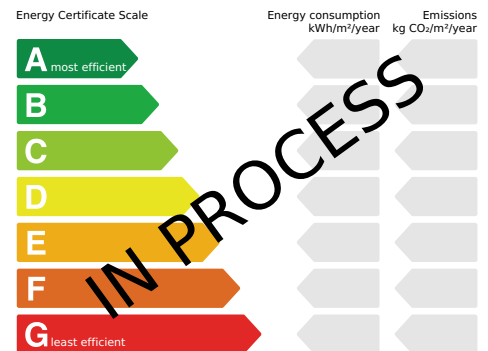 Energy Certificate Scale
Energy consumption
kWh/m²/year
Emissions
kg CO₂/m²/year
A most efficient
B
C
D
E
F
G least efficient
IN PROCESS